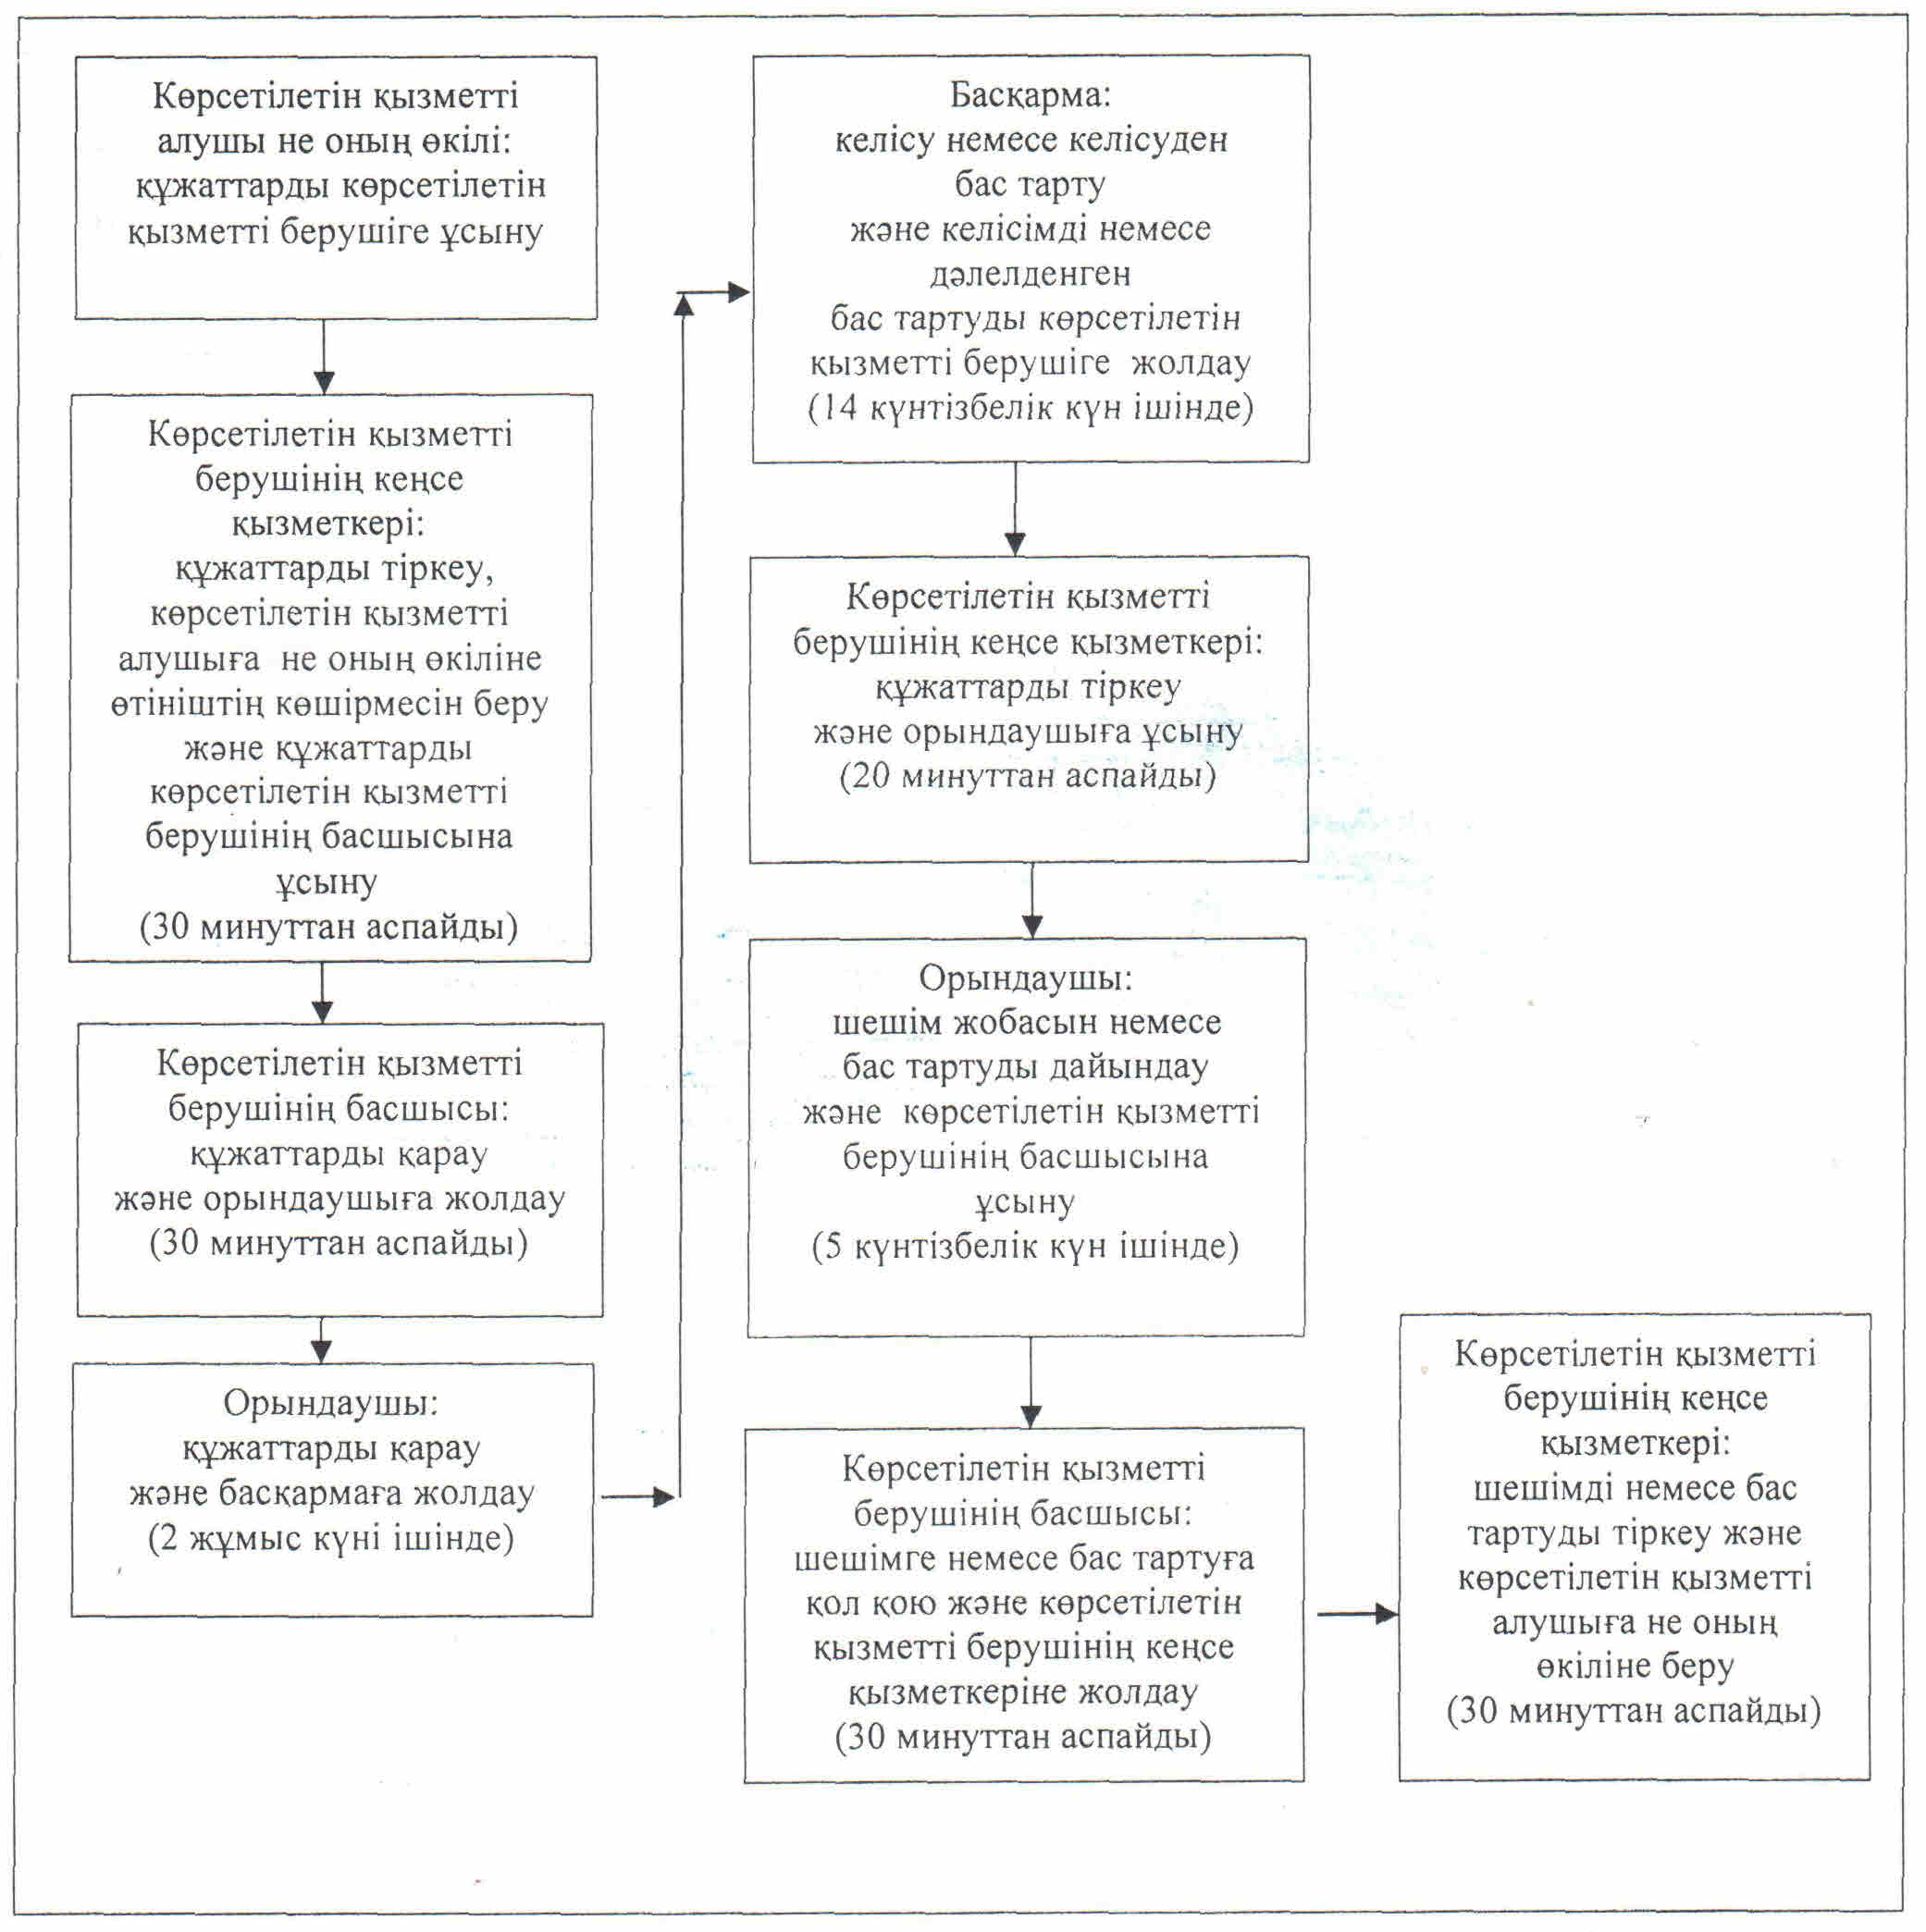 Көрсетілетін қызметті
алушы не оның өкілі:
құжаттарды көрсетілетін
қызметті берушіге ұсыну
Көрсетілетін қызметті
берушінің кеңсе
қызметкері:
құжаттарды тіркеу,
көрсетілетін қызметті
алушыға не оның өкіліне
өтініштің көшірмесін беру
және құжаттарды
көрсетілетін қызметті
берушінің басшысына
ұсыну
(30 минуттан аспайды)
Көрсетілетін қызметті
берушінің басшысы:
құжаттарды қарау
және орындаушыға жолдау
(30 минуттан аспайды)
Орындаушы:
құжаттарды қарау
және басқармаға жолдау
(2 жұмыс күні ішінде)
Басқарма:
келісу немесе келісуден
бас тарту
және келісімді немесе
дәлелденген
бас тартуды көрсетілетін
қызметті берушіге жолдау
(14 күнтізбелік күн ішінде)
Көрсетілетін қызметті
берушінің кеңсе қызметкері:
құжаттарды тіркеу
және орындаушыға ұсыну
(20 минуттан аспайды)
Орындаушы:
шешім жобасын немесе
бас тартуды дайындау
және көрсетілетін қызметті
берушінің басшысына
ұсыну
(5 күнтізбелік күн ішінде)
Көрсетілетін қызметті
берушінің басшысы:
шешімге немесе бас тартуға
қол қою және көрсетілетін
қызметті берушінің кеңсе
қызметкеріне жолдау
(30 минуттан аспайды)
Көрсетілетін қызметті
берушінің кеңсе
қызметкері:
шешімді немесе бас
тартуды тіркеу және
көрсетілетін қызметті
алушыға не оның
өкіліне беру
(30 минуттан аспайды)